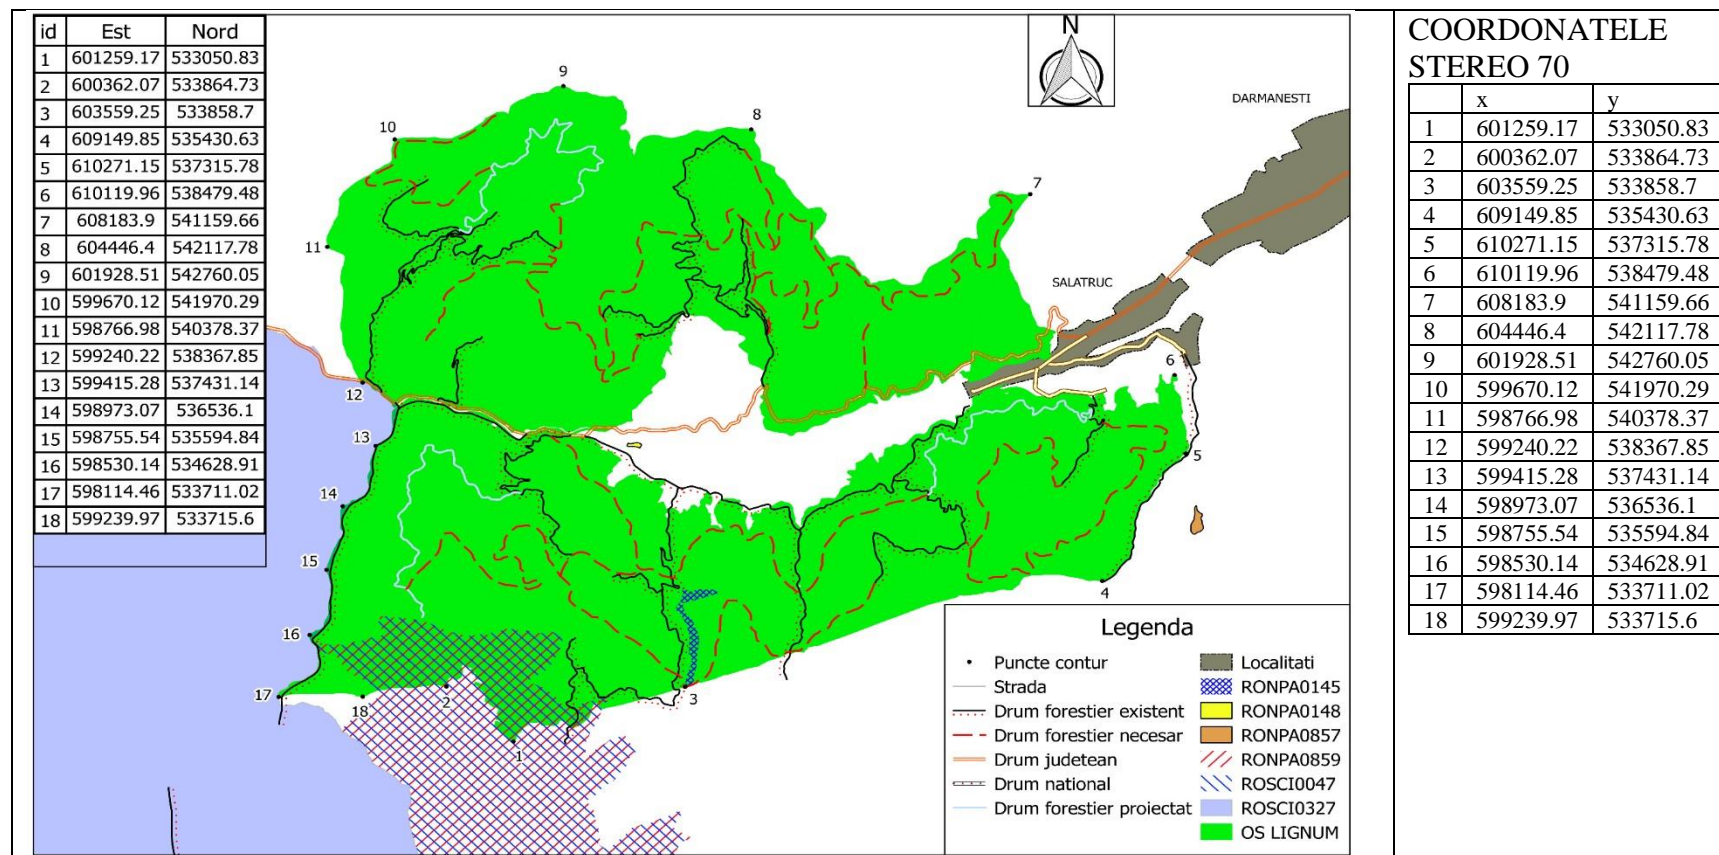 id Est Nord
1 601259.17 533050.83
2 600362.07 533864.73
3 603559.25 533858.7
4 609149.85 535430.63
5 610271.15 537315.78
6 610119.96 538479.48
7 608183.9 541159.66
8 604446.4 542117.78
9 601928.51 542760.05
10 599670.12 541970.29
11 598766.98 540378.37
12 599240.22 538367.85
13 599415.28 537431.14
14 598973.07 536536.1
15 598755.54 535594.84
16 598530.14 534628.91
17 598114.46 533711.02
18 599239.97 533715.6
N
DARMANESTI
SALATRUC
9
8
10
7
11
6
12
13
5
14
15
4
16
17
18
2
3
1
Legenda
Puncte contur
Strada
Drum forestier existent
Drum forestier necesar
Drum judetean
Drum national
Drum forestier proiectat
Localitati
RONPA0145
RONPA0148
RONPA0857
RONPA0859
ROSCI0047
ROSCI0327
OS LIGNUM
COORDONATELE
STEREO 70
x y
1 601259.17 533050.83
2 600362.07 533864.73
3 603559.25 533858.7
4 609149.85 535430.63
5 610271.15 537315.78
6 610119.96 538479.48
7 608183.9 541159.66
8 604446.4 542117.78
9 601928.51 542760.05
10 599670.12 541970.29
11 598766.98 540378.37
12 599240.22 538367.85
13 599415.28 537431.14
14 598973.07 536536.1
15 598755.54 535594.84
16 598530.14 534628.91
17 598114.46 533711.02
18 599239.97 533715.6